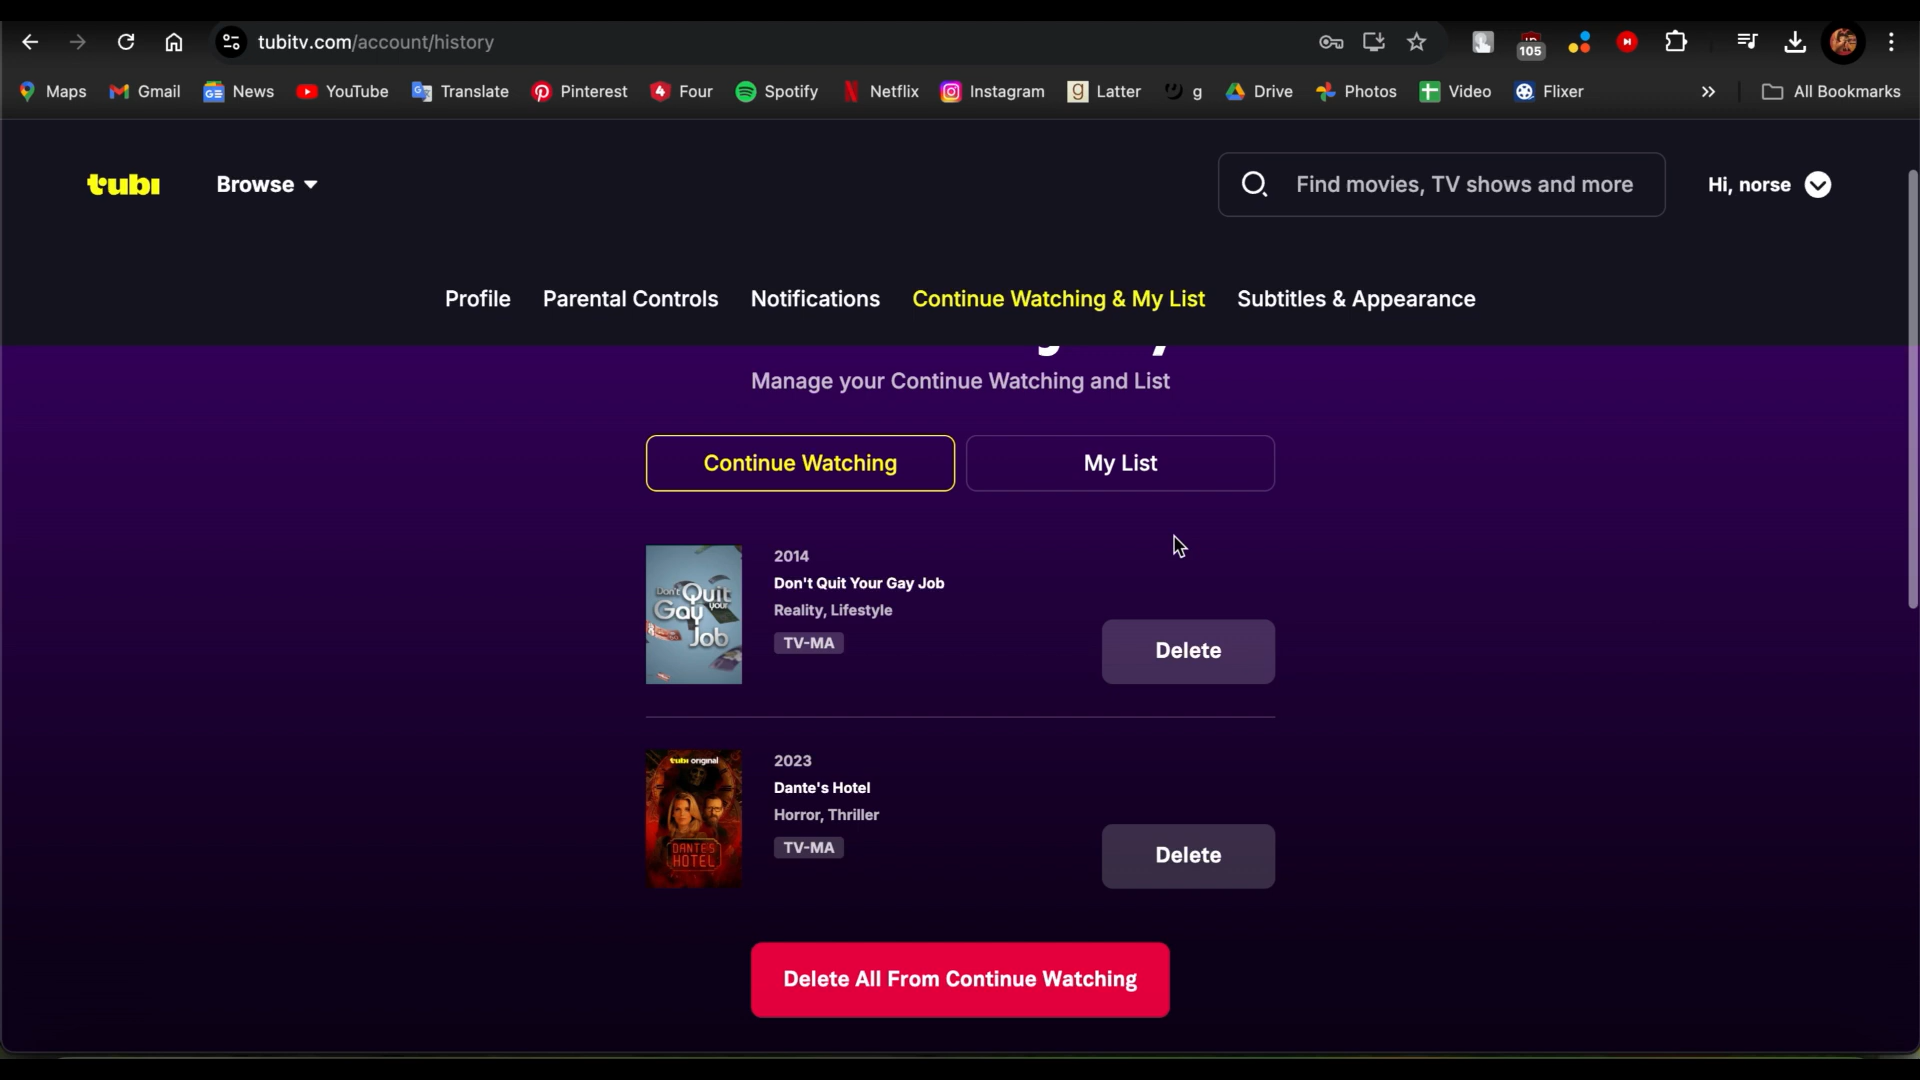 tubitv.com/account/history
105
Maps Gmail News YouTube Translate Pinterest Four Spotify Netflix Instagram Latter g Drive Photos Video Flixer » All Bookmarks
tubi Browse Find movies, TV shows and more Hi, norse
Profile Parental Controls Notifications Continue Watching & My List Subtitles & Appearance
Manage your Continue Watching and List
Continue Watching My List
2014
Don't Quit Your Gay Job
Reality, Lifestyle
TV-MA
Don't Quit
Gay your
Job
Delete
2023
Dante's Hotel
Horror, Thriller
TV-MA
tubi original
DANTE'S
HOTEL
Delete
Delete All From Continue Watching